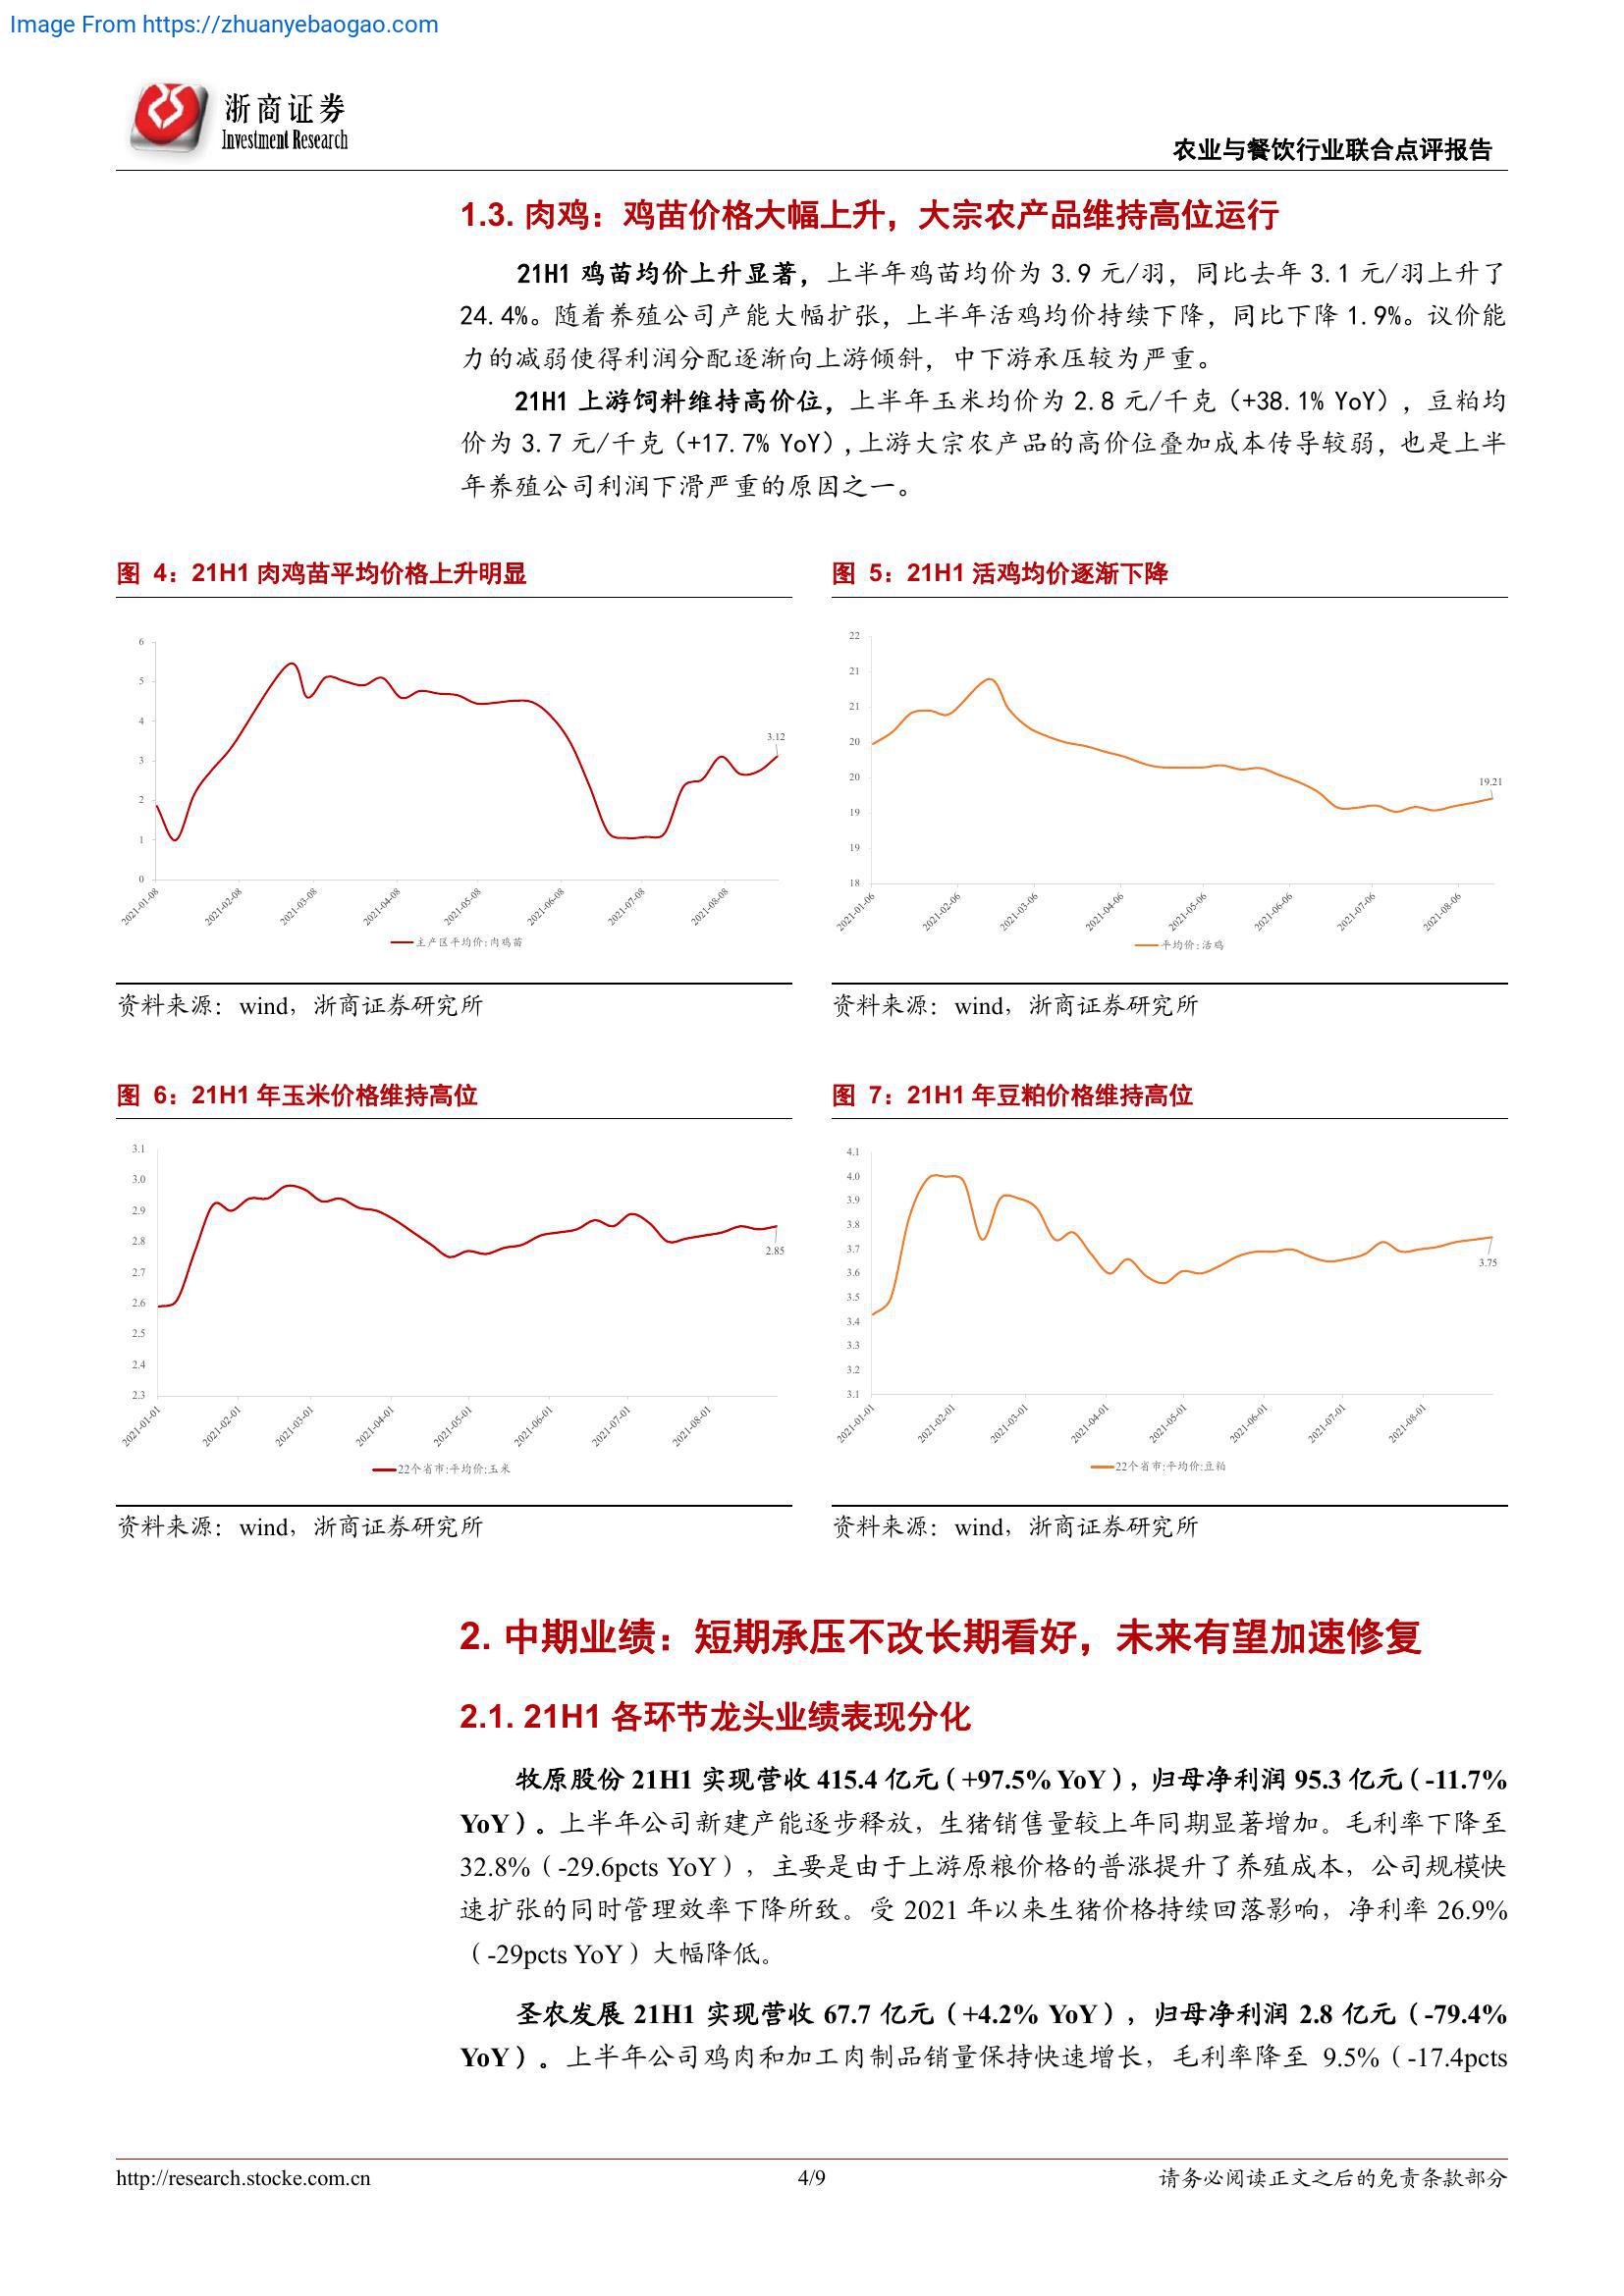 Image From https://zhuanyebaogao.com
浙商证券
Investment Research
农业与餐饮行业联合点评报告
1.3. 肉鸡：鸡苗价格大幅上升，大宗农产品维持高位运行
21H1 鸡苗均价上升显著，上半年鸡苗均价为 3.9 元/羽，同比去年 3.1 元/羽上升了
24.4%。随着养殖公司产能大幅扩张，上半年活鸡均价持续下降，同比下降 1.9%。议价能
力的减弱使得利润分配逐渐向上游倾斜，中下游承压较为严重。
21H1 上游饲料维持高价位，上半年玉米均价为 2.8 元/千克（+38.1% YoY），豆粕均
价为 3.7 元/千克（+17.7% YoY）,上游大宗农产品的高价位叠加成本传导较弱，也是上半
年养殖公司利润下滑严重的原因之一。
图 4：21H1 肉鸡苗平均价格上升明显
6
5
4
3
2
1
0
3.12
2021-01-08
2021-02-08
2021-03-08
2021-04-08
2021-05-08
2021-06-08
2021-07-08
2021-08-08
主产区平均价:肉鸡苗
资料来源：wind，浙商证券研究所
图 5：21H1 活鸡均价逐渐下降
22
21
21
20
20
19
19
18
19.21
2021-01-06
2021-02-06
2021-03-06
2021-04-06
2021-05-06
2021-06-06
2021-07-06
2021-08-06
平均价:活鸡
资料来源：wind，浙商证券研究所
图 6：21H1 年玉米价格维持高位
3.1
3.0
2.9
2.8
2.7
2.6
2.5
2.4
2.3
2.85
2021-01-01
2021-02-01
2021-03-01
2021-04-01
2021-05-01
2021-06-01
2021-07-01
2021-08-01
22个省市:平均价:玉米
资料来源：wind，浙商证券研究所
图 7：21H1 年豆粕价格维持高位
4.1
4.0
3.9
3.8
3.7
3.6
3.5
3.4
3.3
3.2
3.1
3.75
2021-01-01
2021-02-01
2021-03-01
2021-04-01
2021-05-01
2021-06-01
2021-07-01
2021-08-01
22个省市:平均价:豆粕
资料来源：wind，浙商证券研究所
2. 中期业绩：短期承压不改长期看好，未来有望加速修复
2.1. 21H1 各环节龙头业绩表现分化
牧原股份 21H1 实现营收 415.4 亿元（+97.5% YoY），归母净利润 95.3 亿元（-11.7%
YoY）。上半年公司新建产能逐步释放，生猪销售量较上年同期显著增加。毛利率下降至
32.8%（-29.6pcts YoY），主要是由于上游原粮价格的普涨提升了养殖成本，公司规模快
速扩张的同时管理效率下降所致。受 2021 年以来生猪价格持续回落影响，净利率 26.9%
（-29pcts YoY）大幅降低。
圣农发展 21H1 实现营收 67.7 亿元（+4.2% YoY），归母净利润 2.8 亿元（-79.4%
YoY）。上半年公司鸡肉和加工肉制品销量保持快速增长，毛利率降至 9.5%（-17.4pcts
http://research.stocke.com.cn
4/9
请务必阅读正文之后的免责条款部分